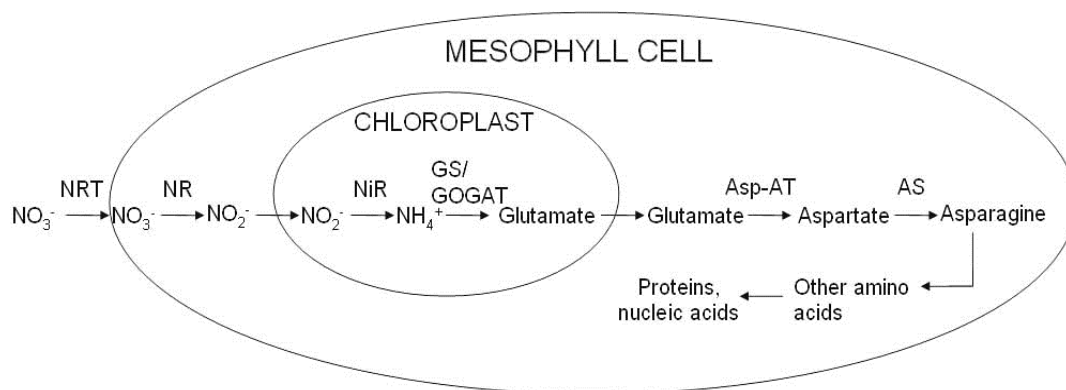 MESOPHYLL CELL
CHLOROPLAST
GS/
GOGAT
NRT
NR
NiR
Asp-AT
AS
NO₃⁻
NO₃⁻
NO₂⁻
NO₂⁻
NH₄⁺
Glutamate
Glutamate
Aspartate
Asparagine
Proteins,
nucleic acids
Other amino
acids